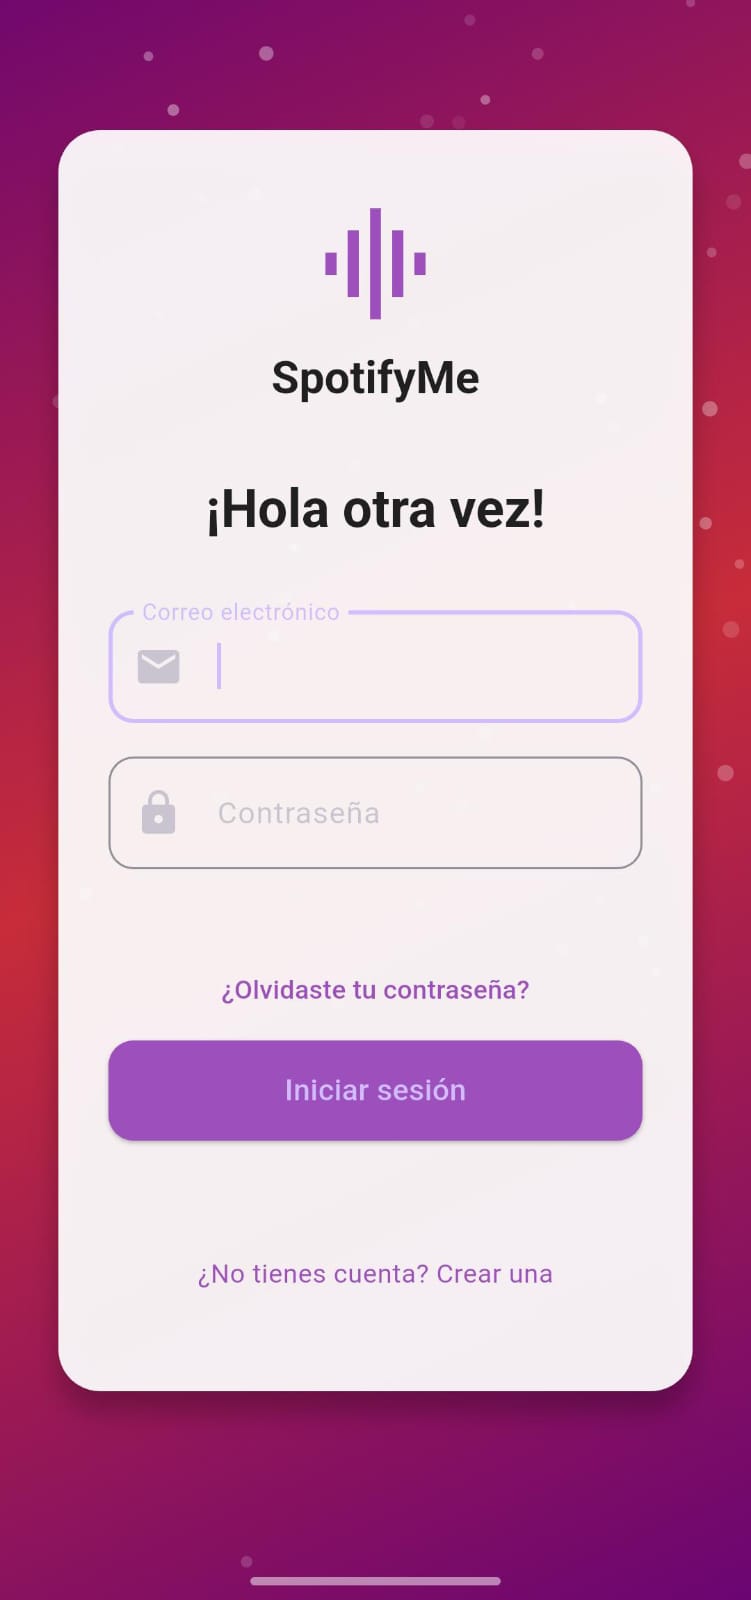 SpotifyMe
¡Hola otra vez!
Correo electrónico
Contraseña
¿Olvidaste tu contraseña?
Iniciar sesión
¿No tienes cuenta? Crear una